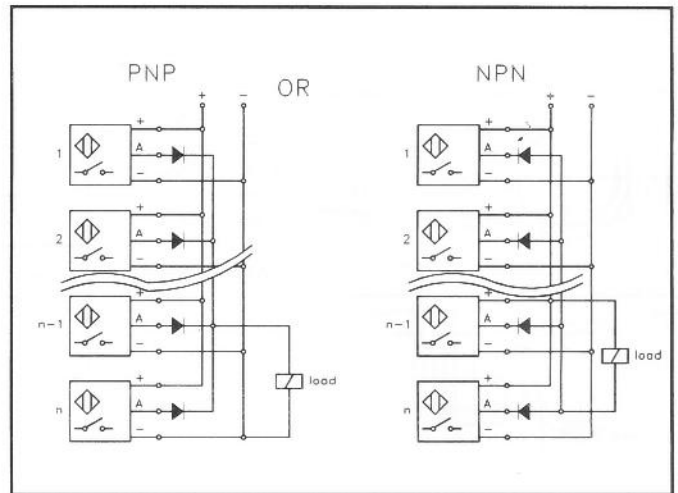 PNP OR NPN
+ − + −
+ +
1 A 1 A
− −
+ +
2 A 2 A
− −
+ +
n-1 A n-1 A
− − load
load
+ +
n A n A
− −